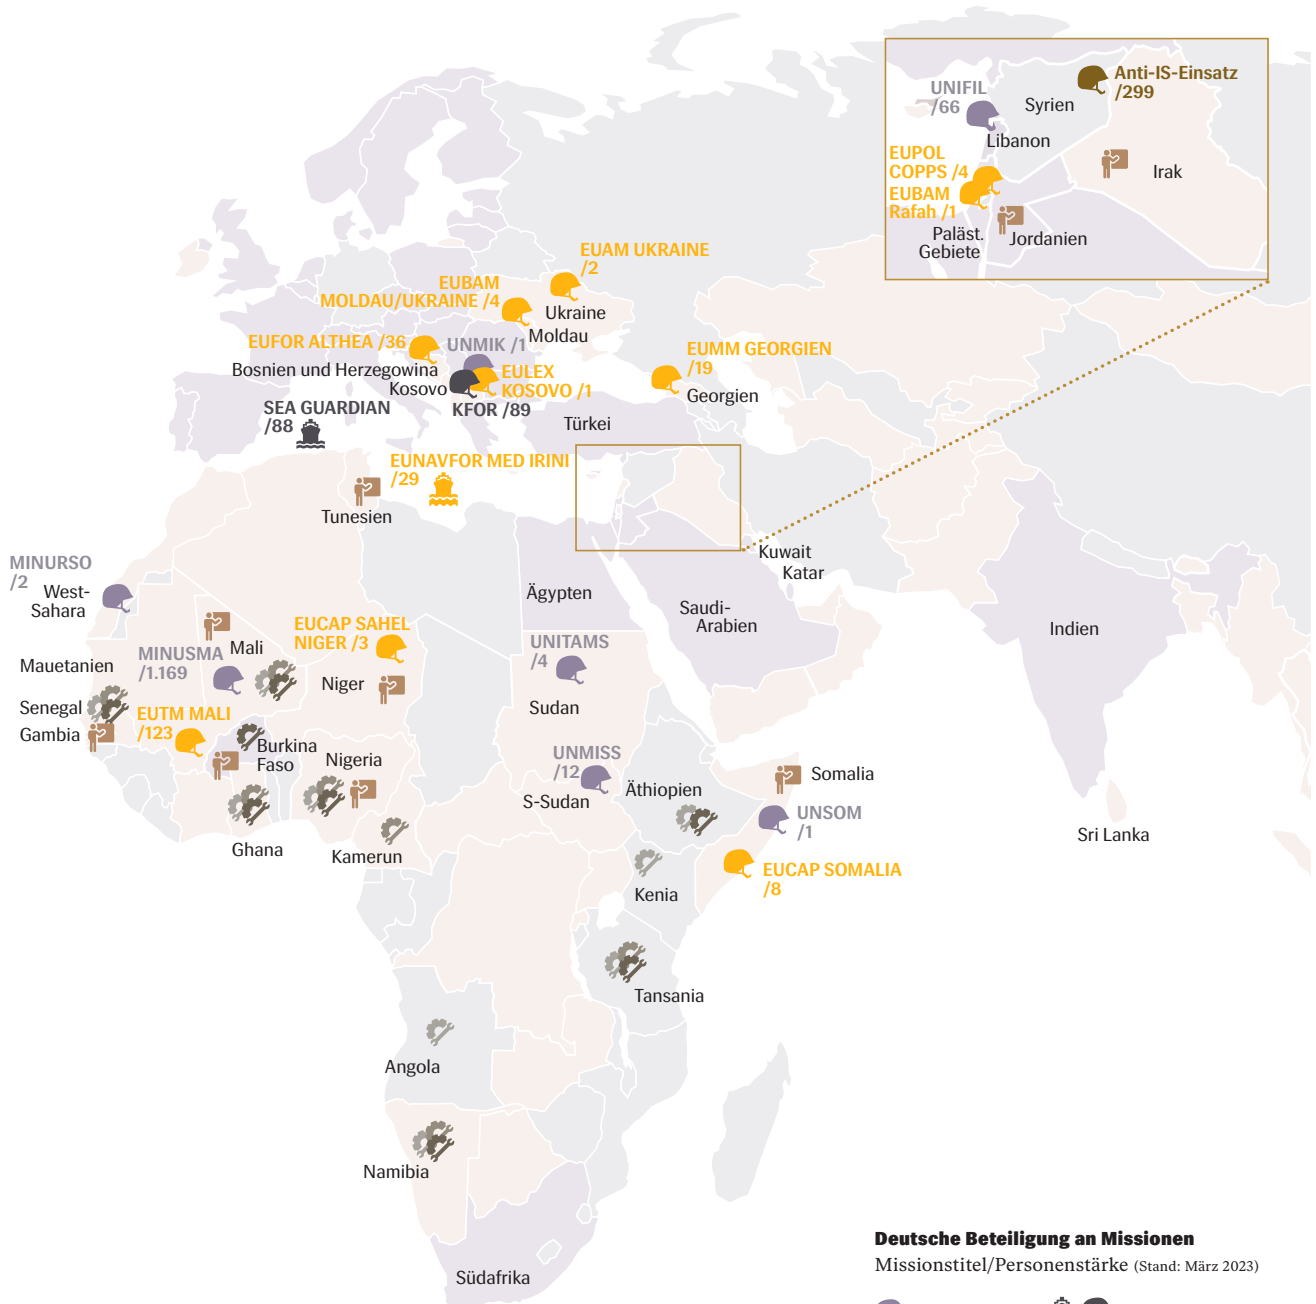 Anti-IS-Einsatz
/299
UNIFIL
/66
Syrien
Libanon
EUPOL
COPPS /4
Irak
EUBAM
Rafah /1
Paläst.
Gebiete
Jordanien
EUAM UKRAINE
/2
EUBAM
MOLDAU/UKRAINE /4
Ukraine
Moldau
EUFOR ALTHEA /36
UNMIK /1
EUMM GEORGIEN
/19
Bosnien und Herzegowina
Kosovo
EULEX
KOSOVO /1
Georgien
SEA GUARDIAN
/88
KFOR /89
Türkei
EUNAVFOR MED IRINI
/29
Tunesien
Kuwait
Katar
MINURSO
/2
West-
Sahara
Ägypten
Saudi-
Arabien
Indien
EUCAP SAHEL
NIGER /3
UNITAMS
/4
Mali
MINUSMA
/1.169
Mauetanien
Niger
Senegal
Sudan
EUTM MALI
/123
Gambia
Burkina
Faso
Nigeria
UNMISS
/12
Somalia
Äthiopien
S-Sudan
UNSOM
/1
Sri Lanka
Ghana
Kamerun
EUCAP SOMALIA
/8
Kenia
Tansania
Angola
Namibia
Südafrika
Deutsche Beteiligung an Missionen
Missionstitel/Personenstärke (Stand: März 2023)